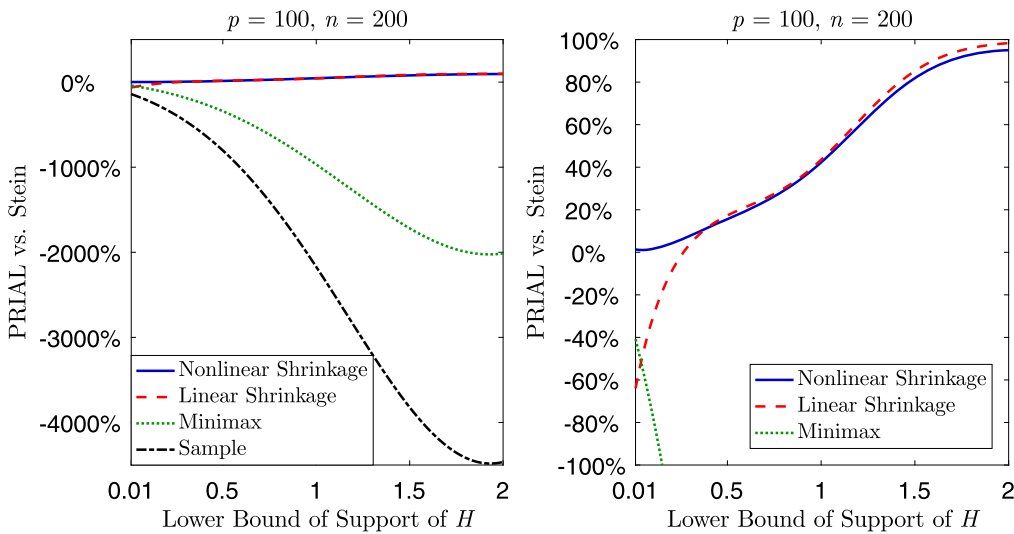 p = 100, n = 200
0%
-1000%
-2000%
-3000%
-4000%
PRIAL vs. Stein
Nonlinear Shrinkage
Linear Shrinkage
Minimax
Sample
0.01 0.5 1 1.5 2
Lower Bound of Support of H
p = 100, n = 200
100%
80%
60%
40%
20%
0%
-20%
-40%
-60%
-80%
-100%
PRIAL vs. Stein
Nonlinear Shrinkage
Linear Shrinkage
Minimax
0.01 0.5 1 1.5 2
Lower Bound of Support of H